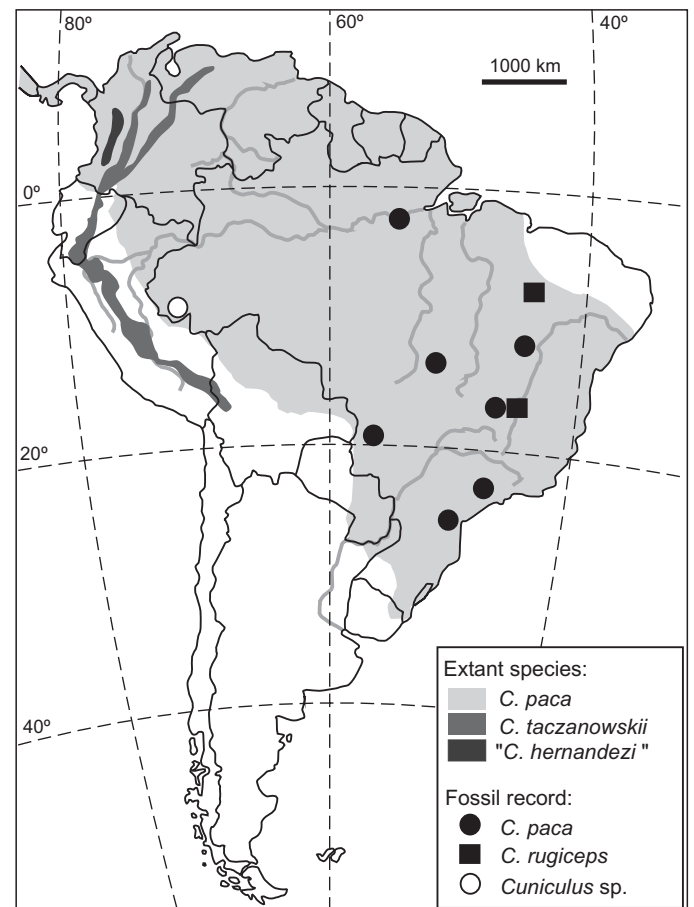 80º
60º
40º
1000 km
0º
20º
40º
Extant species:
C. paca
C. taczanowskii
"C. hernandezi "
Fossil record:
C. paca
C. rugiceps
Cuniculus sp.